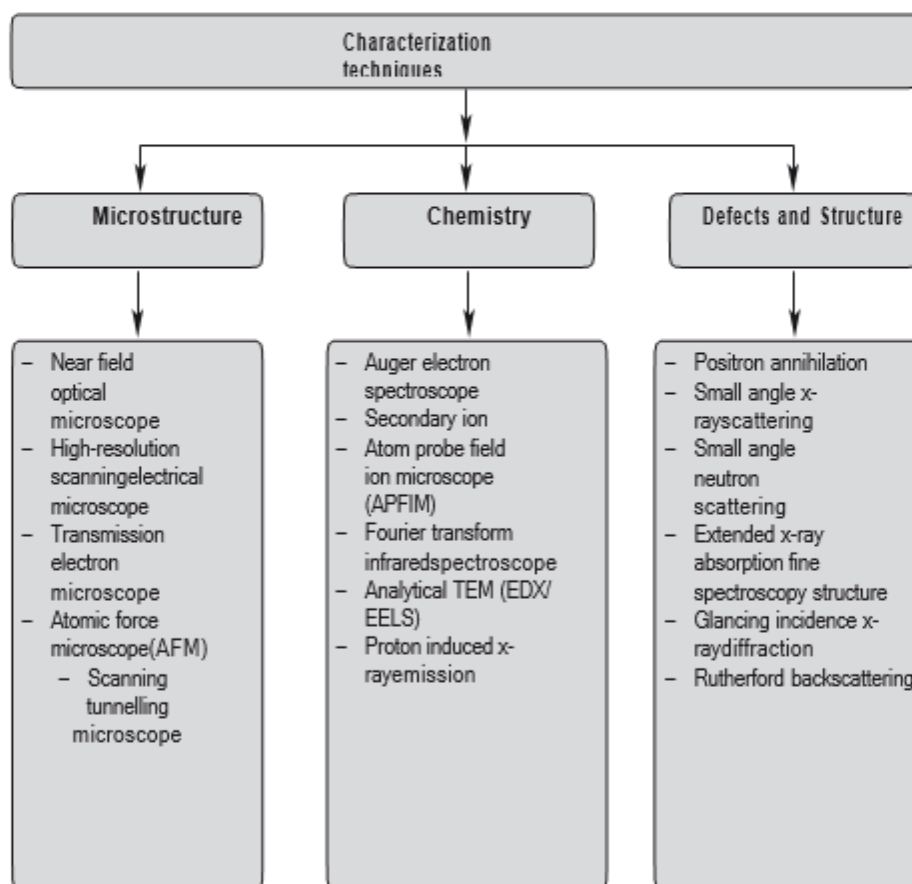 Characterization
techniques
Microstructure
Chemistry
Defects and Structure
– Near field
optical
microscope
– High-resolution
scanningelectrical
microscope
– Transmission
electron
microscope
– Atomic force
microscope(AFM)
– Scanning
tunnelling
microscope
– Auger electron
spectroscope
– Secondary ion
– Atom probe field
ion microscope
(APFIM)
– Fourier transform
infraredspectroscope
– Analytical TEM (EDX/
EELS)
– Proton induced x-
rayemission
– Positron annihilation
– Small angle x-
rayscattering
– Small angle
neutron
scattering
– Extended x-ray
absorption fine
spectroscopy structure
– Glancing incidence x-
raydiffraction
– Rutherford backscattering